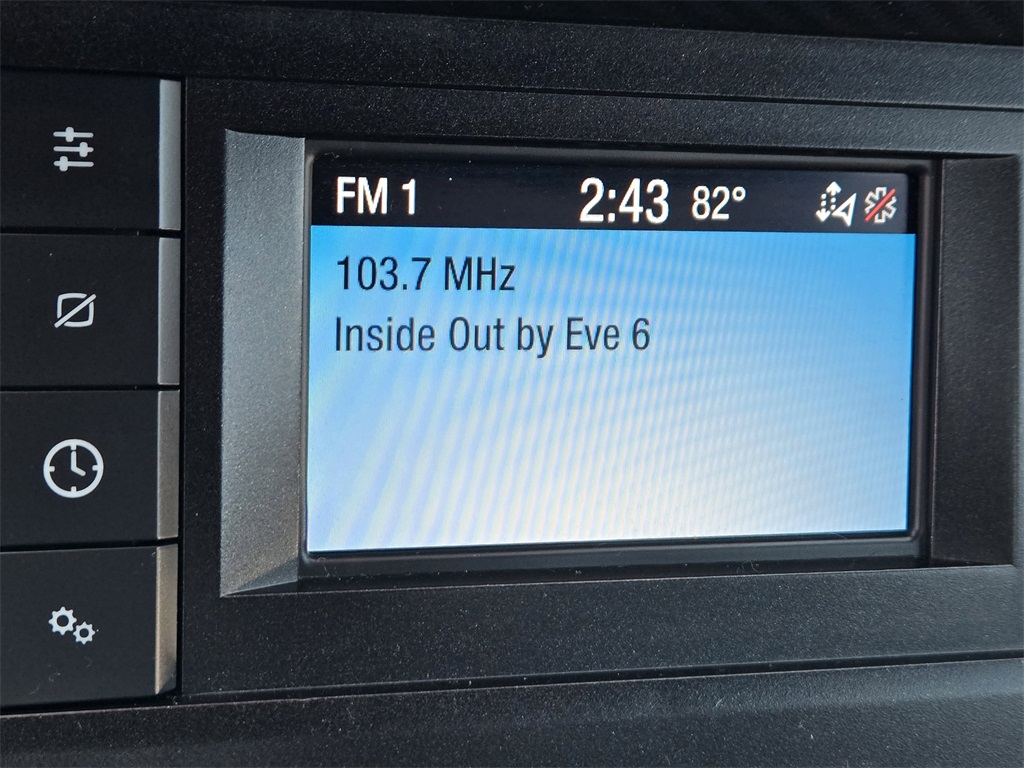 FM 1 2:43 82°
103.7 MHz
Inside Out by Eve 6